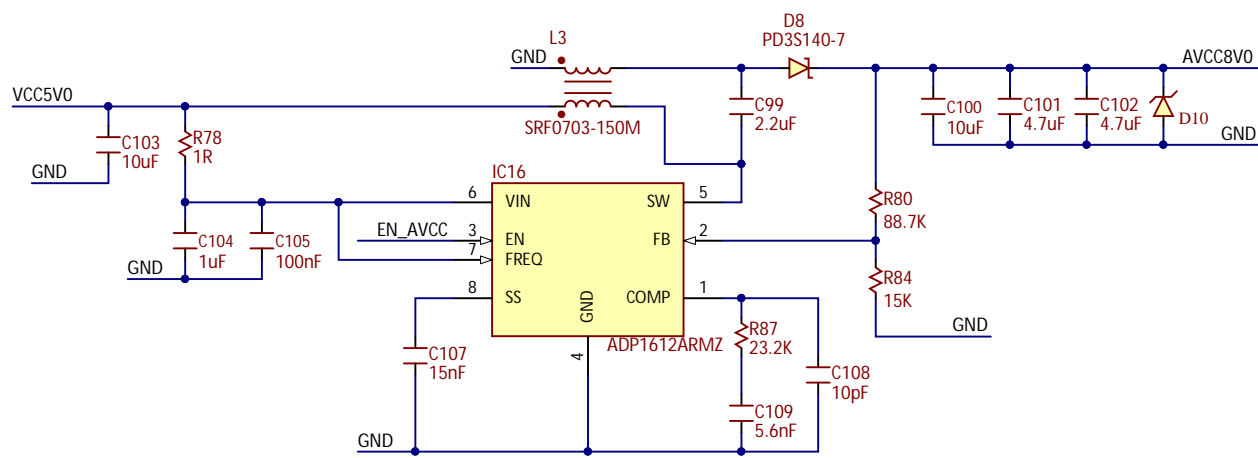 D8
PD3S140-7
L3
GND
AVCC8V0
VCC5V0
C99
2.2uF
C100
10uF
C101
4.7uF
C102
4.7uF
D10
SRF0703-150M
C103
10uF
R78
1R
GND
GND
IC16
6
VIN
SW
5
R80
88.7K
EN_AVCC
3
EN
FB
2
C104
1uF
C105
100nF
7
FREQ
GND
R84
15K
8
SS
COMP
1
GND
GND
4
R87
23.2K
ADP1612ARMZ
C107
15nF
C108
10pF
C109
5.6nF
GND